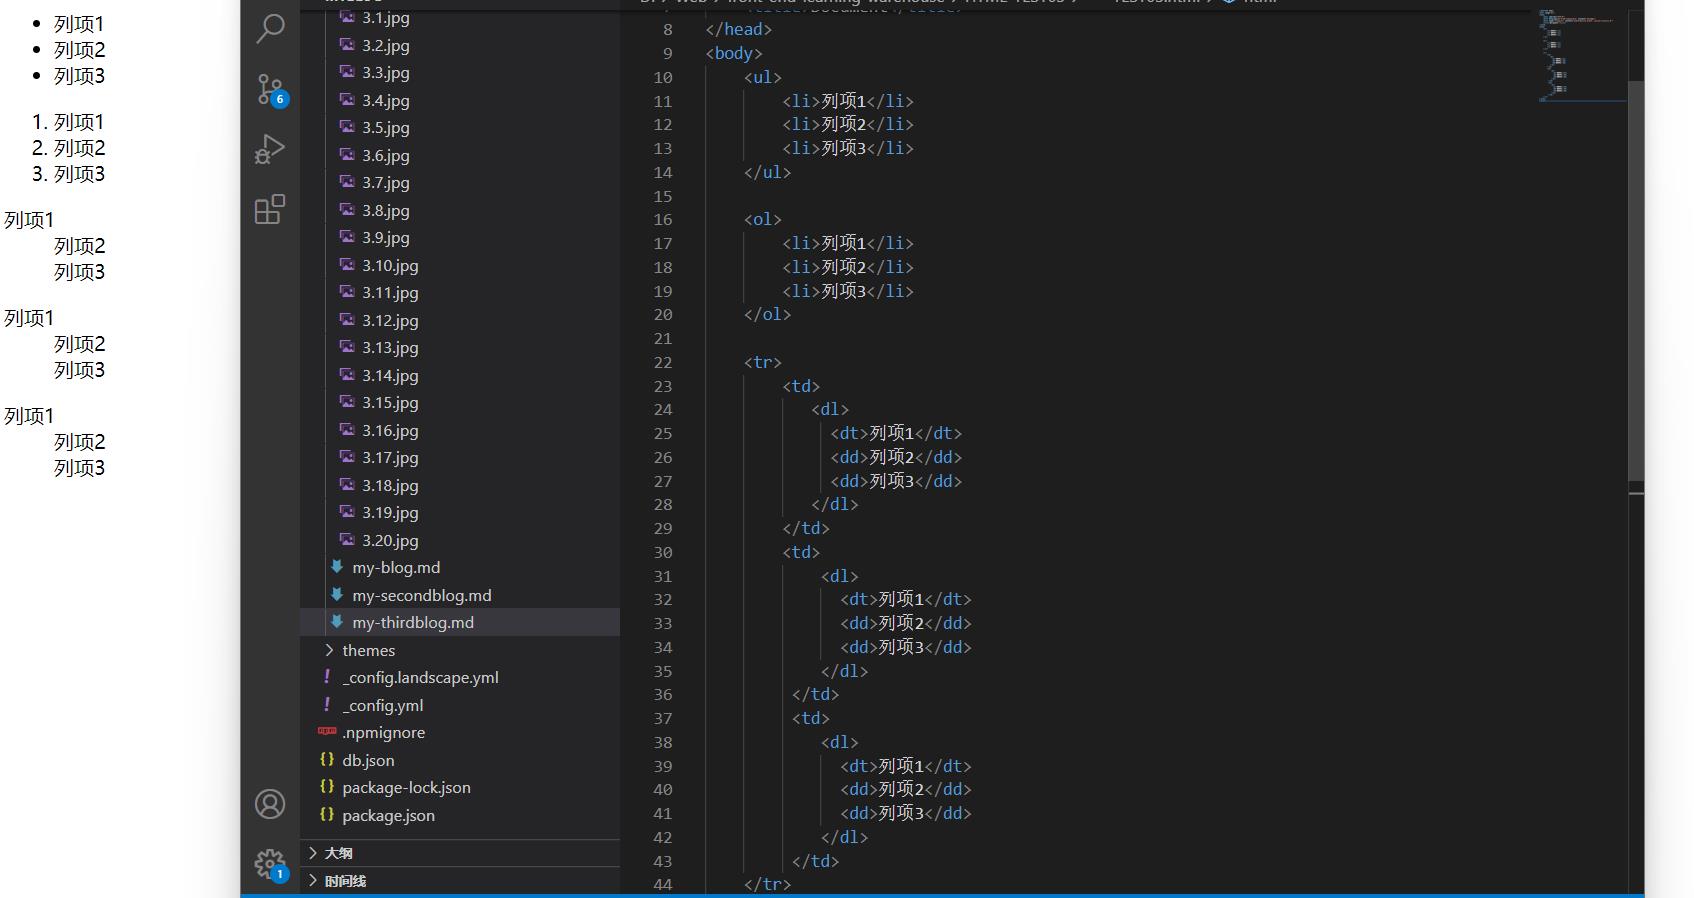 列项1
列项2
列项3
1. 列项1
2. 列项2
3. 列项3
列项1
列项2
列项3
列项1
列项2
列项3
列项1
列项2
列项3
6
1
3.1.jpg
3.2.jpg
3.3.jpg
3.4.jpg
3.5.jpg
3.6.jpg
3.7.jpg
3.8.jpg
3.9.jpg
3.10.jpg
3.11.jpg
3.12.jpg
3.13.jpg
3.14.jpg
3.15.jpg
3.16.jpg
3.17.jpg
3.18.jpg
3.19.jpg
3.20.jpg
my-blog.md
my-secondblog.md
my-thirdblog.md
themes
_config.landscape.yml
_config.yml
.npmignore
db.json
package-lock.json
package.json
大纲
时间线
8 </head>
9 <body>
10 <ul>
11 <li>列项1</li>
12 <li>列项2</li>
13 <li>列项3</li>
14 </ul>
15
16 <ol>
17 <li>列项1</li>
18 <li>列项2</li>
19 <li>列项3</li>
20 </ol>
21
22 <tr>
23 <td>
24 <dl>
25 <dt>列项1</dt>
26 <dd>列项2</dd>
27 <dd>列项3</dd>
28 </dl>
29 </td>
30 <td>
31 <dl>
32 <dt>列项1</dt>
33 <dd>列项2</dd>
34 <dd>列项3</dd>
35 </dl>
36 </td>
37 <td>
38 <dl>
39 <dt>列项1</dt>
40 <dd>列项2</dd>
41 <dd>列项3</dd>
42 </dl>
43 </td>
44 </tr>